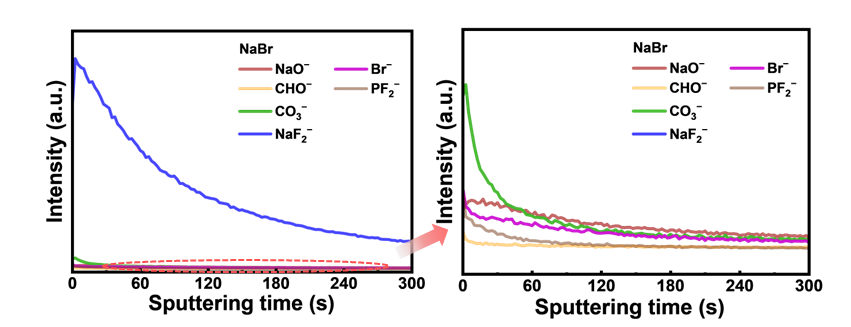 NaBr
NaO⁻ Br⁻
CHO⁻ PF₂⁻
CO₃⁻
NaF₂⁻
Intensity (a.u.)
0 60 120 180 240 300
Sputtering time (s)
NaBr
NaO⁻ Br⁻
CHO⁻ PF₂⁻
CO₃⁻
NaF₂⁻
Intensity (a.u.)
0 60 120 180 240 300
Sputtering time (s)